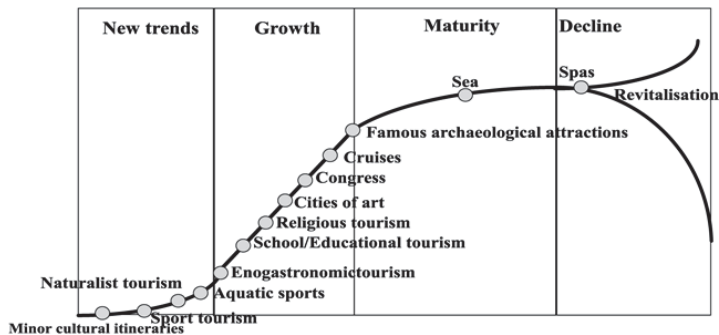 New trends
Growth
Maturity
Decline
Sea
Spas
Revitalisation
Famous archaeological attractions
Cruises
Congress
Cities of art
Religious tourism
School/Educational tourism
Enogastronomictourism
Naturalist tourism
Aquatic sports
Sport tourism
Minor cultural itineraries